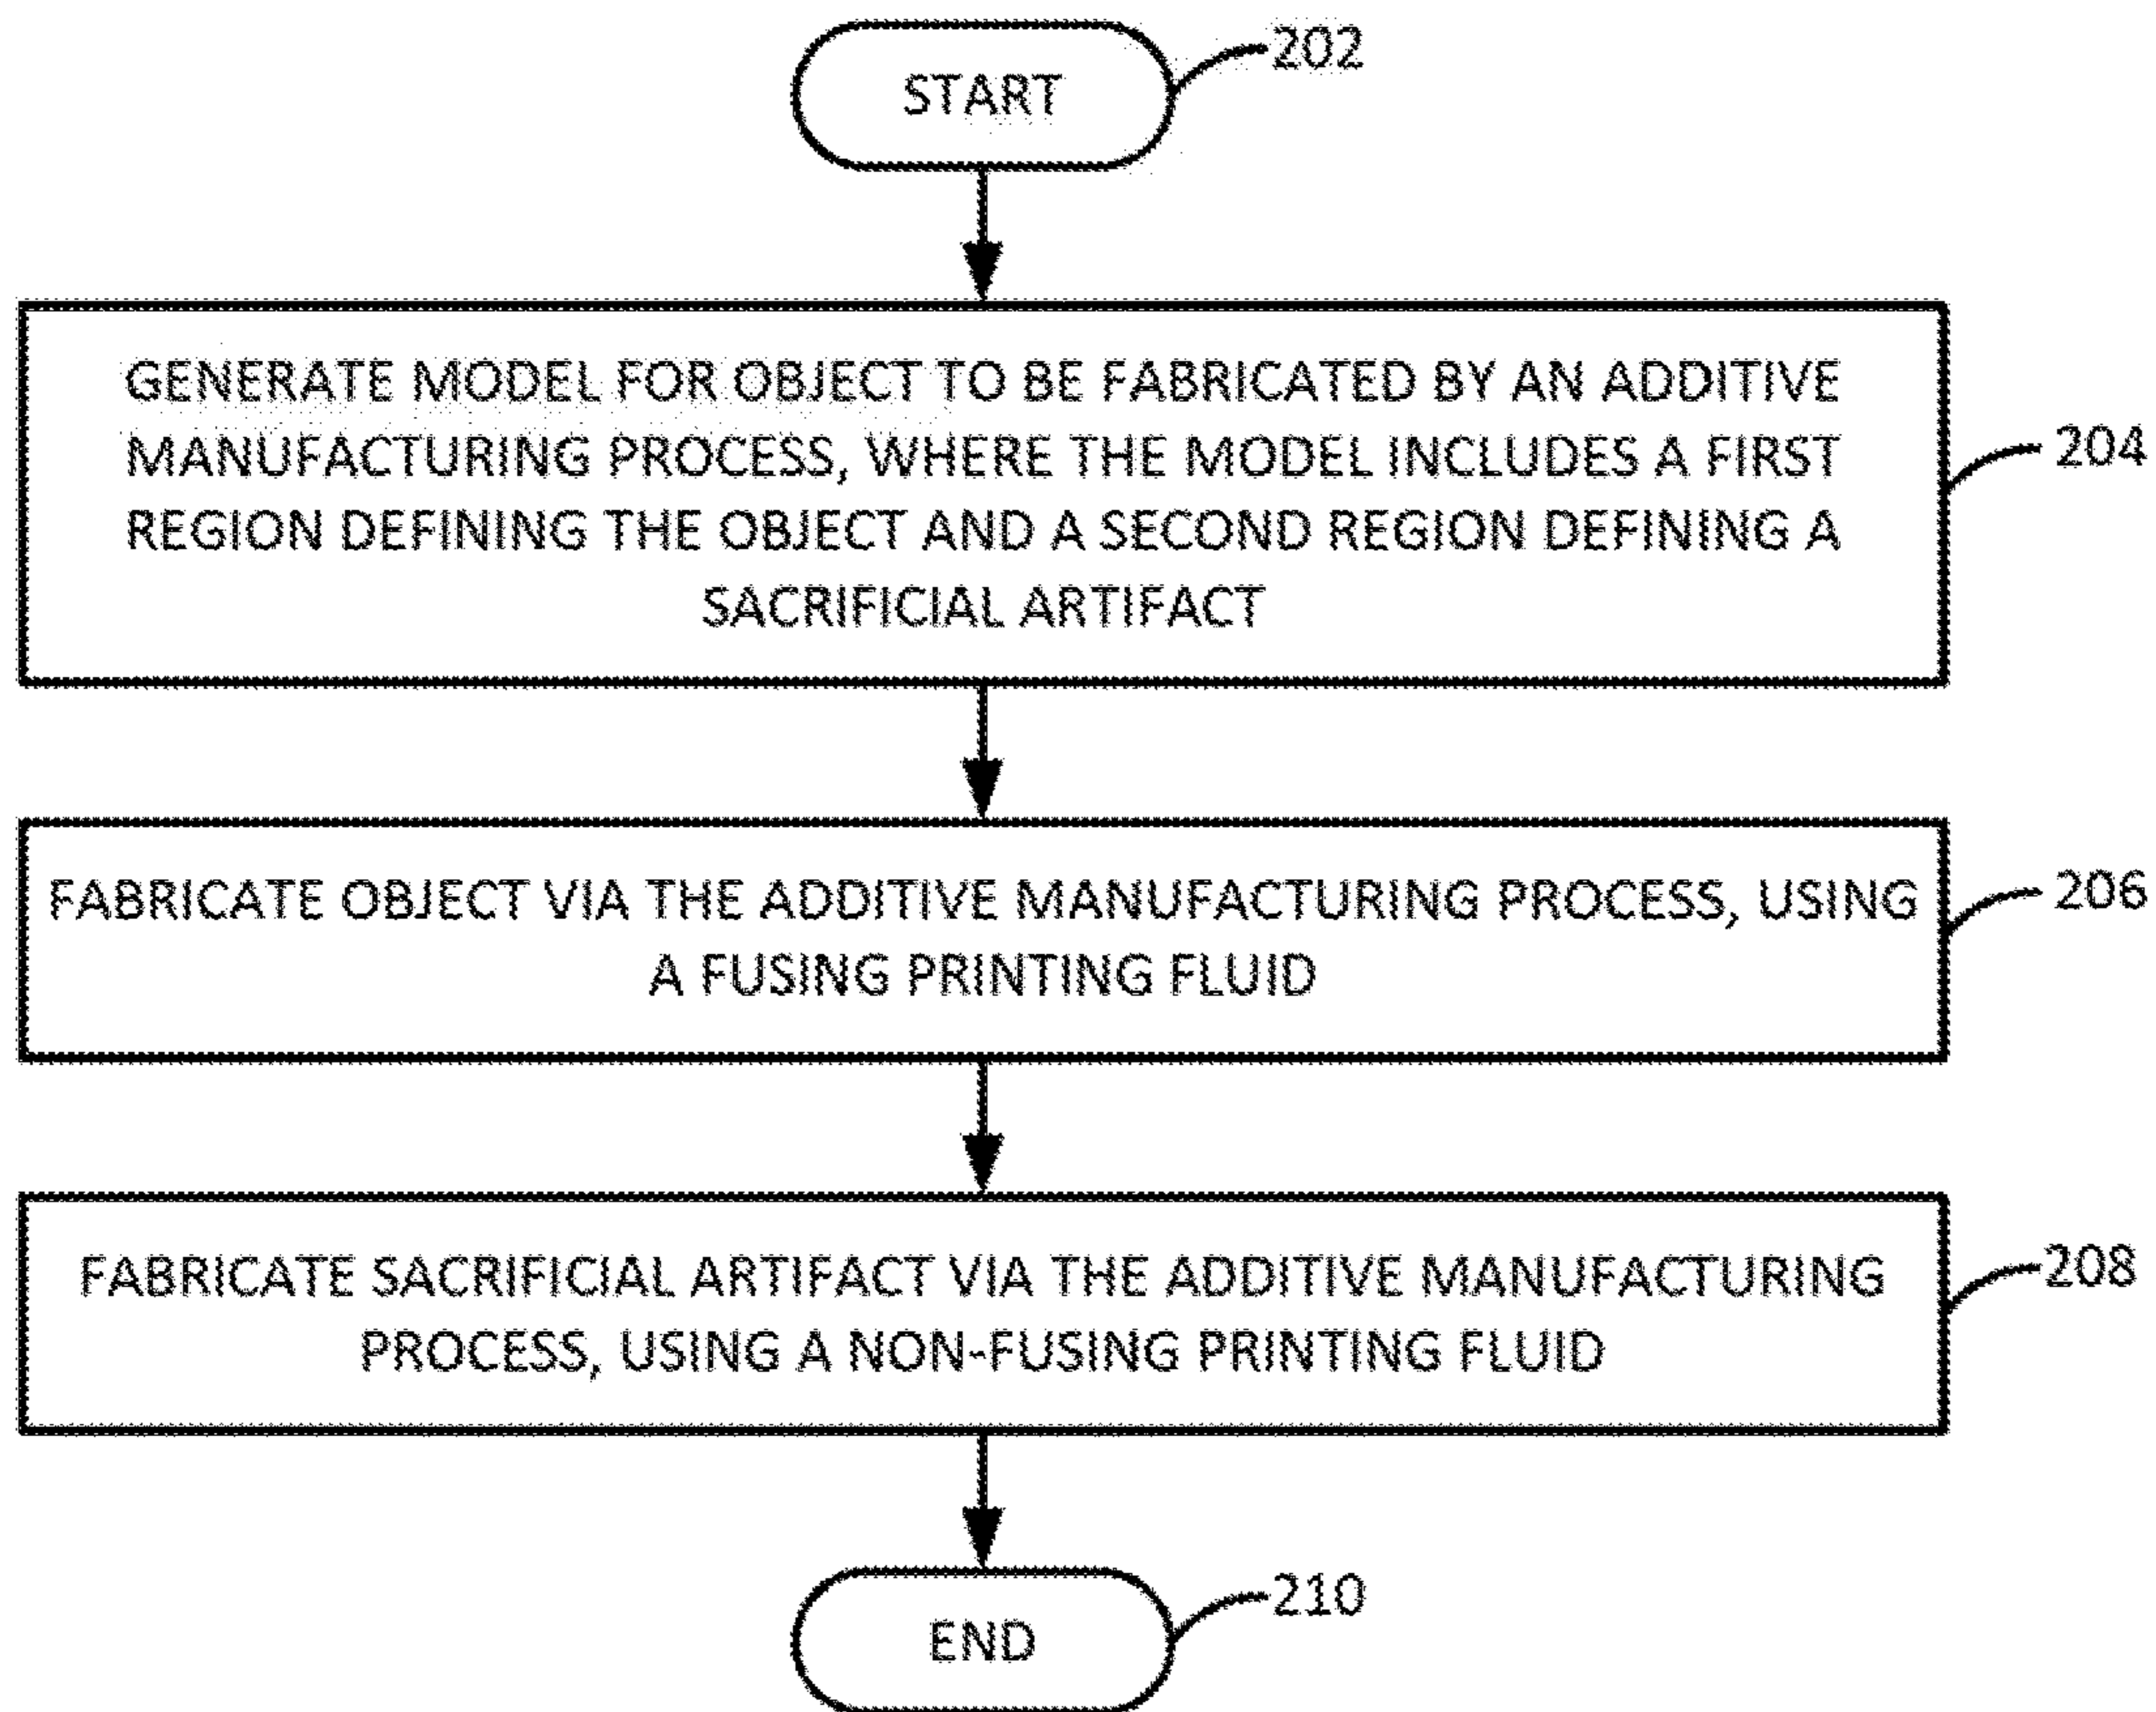 START
202
GENERATE MODEL FOR OBJECT TO BE FABRICATED BY AN ADDITIVE
MANUFACTURING PROCESS, WHERE THE MODEL INCLUDES A FIRST
REGION DEFINING THE OBJECT AND A SECOND REGION DEFINING A
SACRIFICIAL ARTIFACT
204
FABRICATE OBJECT VIA THE ADDITIVE MANUFACTURING PROCESS, USING
A FUSING PRINTING FLUID
206
FABRICATE SACRIFICIAL ARTIFACT VIA THE ADDITIVE MANUFACTURING
PROCESS, USING A NON-FUSING PRINTING FLUID
208
END
210